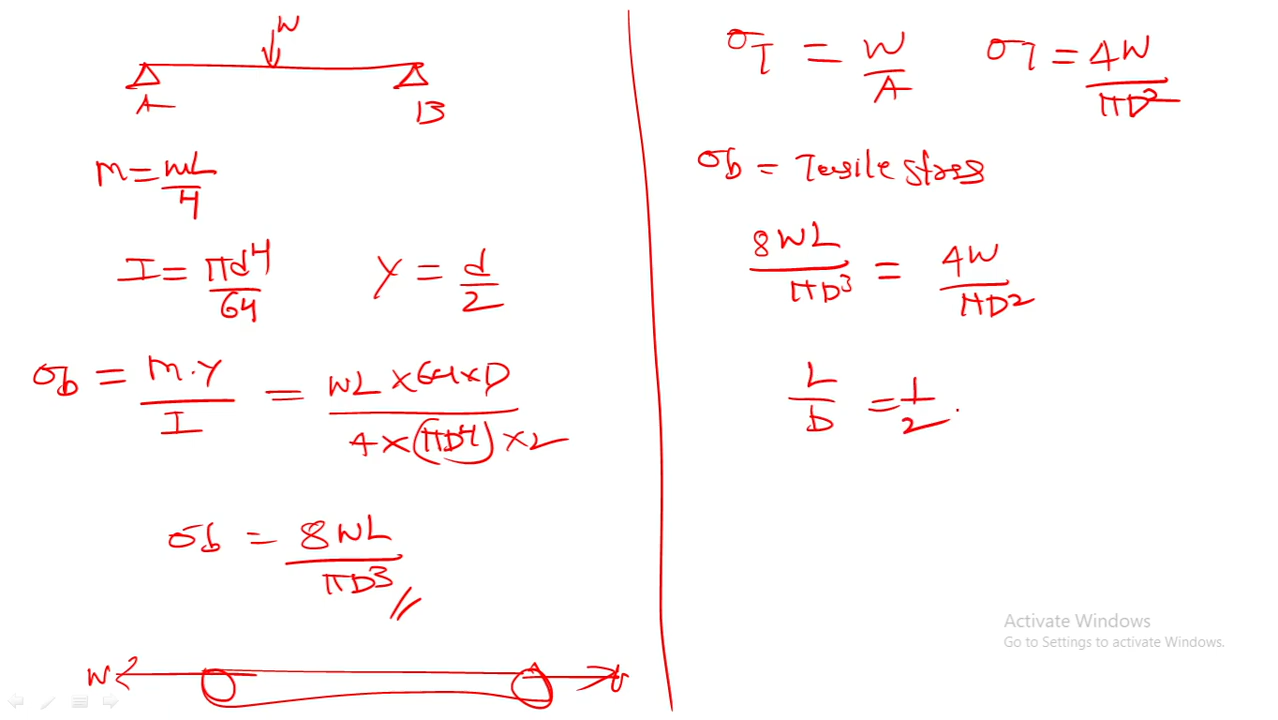 W
A
B
M = WL/4
I = πd⁴/64 Y = d/2
σb = M.Y/I = WL×64×D/4×(πD⁴)×2
σb = 8WL/πD³
W
σT = W/A σT = 4W/πD²
σb = Tensile stress
8WL/πD³ = 4W/πD²
L/D = 1/2
Activate Windows
Go to Settings to activate Windows.